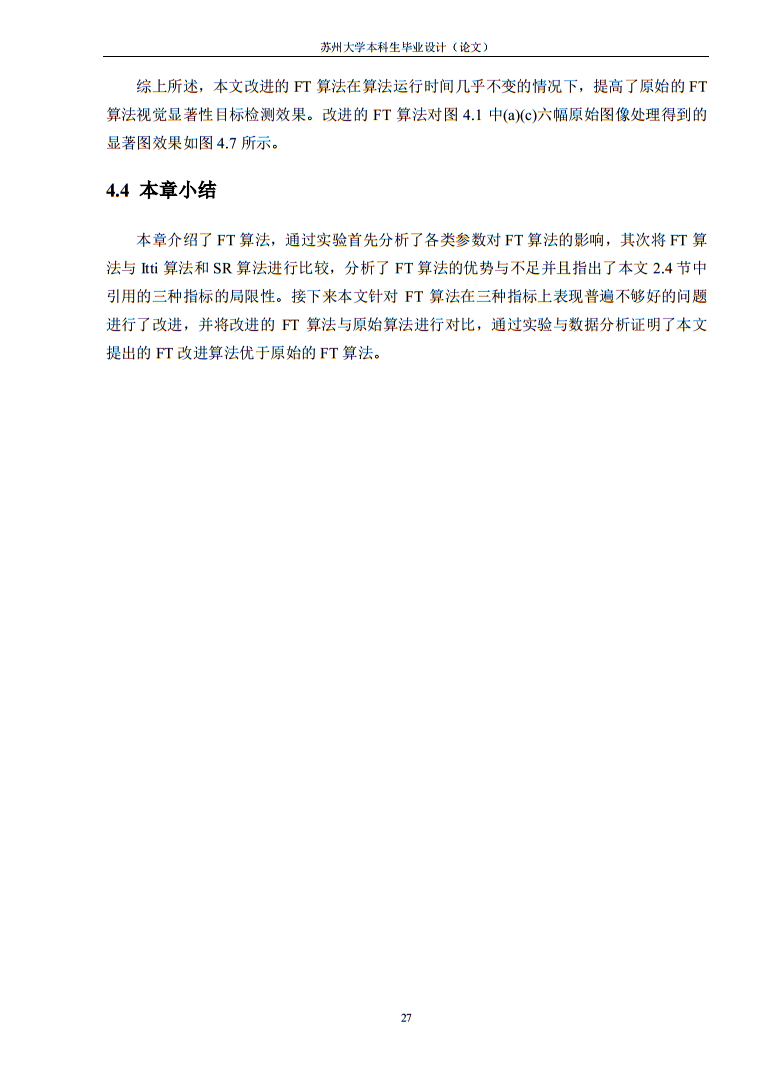 苏州大学本科生毕业设计（论文）
综上所述，本文改进的 FT 算法在算法运行时间几乎不变的情况下，提高了原始的 FT
算法视觉显著性目标检测效果。改进的 FT 算法对图 4.1 中(a)(c)六幅原始图像处理得到的
显著图效果如图 4.7 所示。
4.4 本章小结
本章介绍了 FT 算法，通过实验首先分析了各类参数对 FT 算法的影响，其次将 FT 算
法与 Itti 算法和 SR 算法进行比较，分析了 FT 算法的优势与不足并且指出了本文 2.4 节中
引用的三种指标的局限性。接下来本文针对 FT 算法在三种指标上表现普遍不够好的问题
进行了改进，并将改进的 FT 算法与原始算法进行对比，通过实验与数据分析证明了本文
提出的 FT 改进算法优于原始的 FT 算法。
27